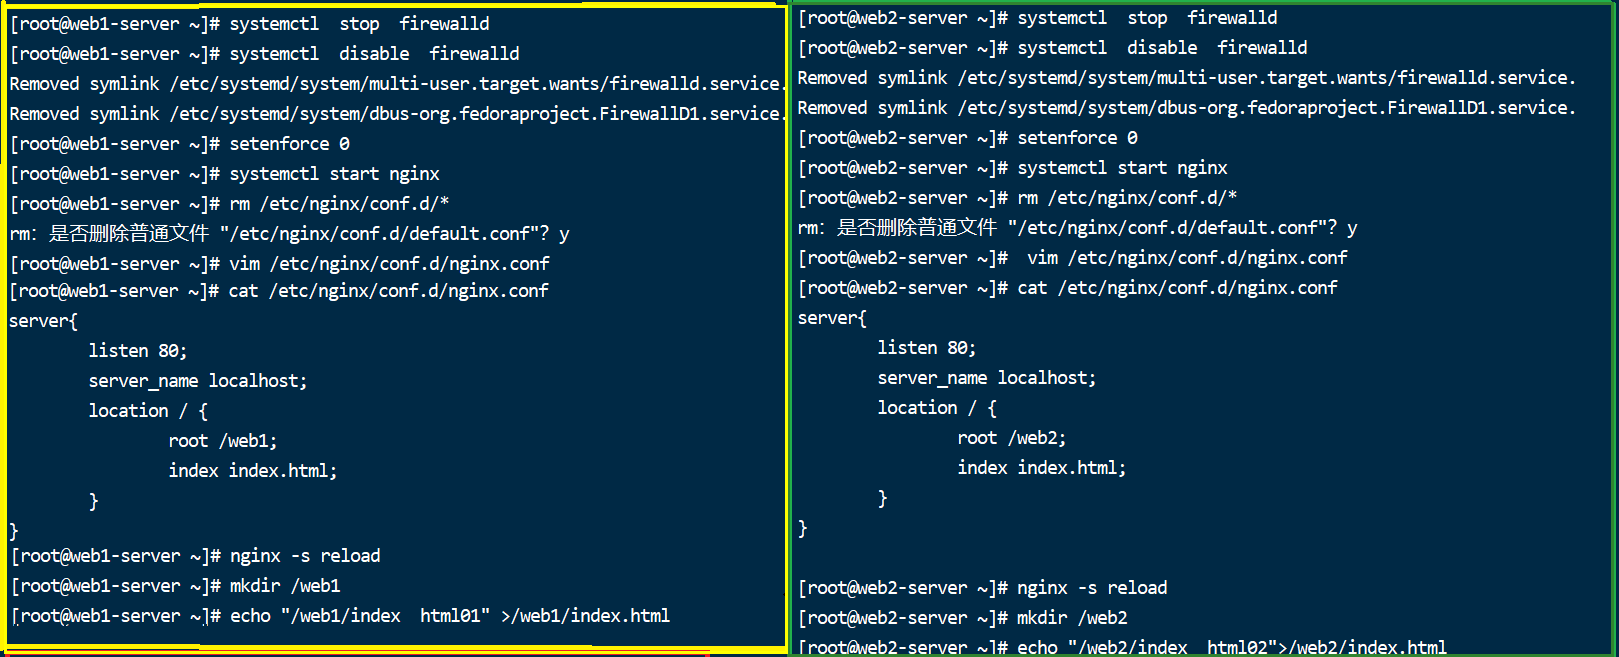 [root@web1-server ~]# systemctl  stop  firewalld
[root@web1-server ~]# systemctl  disable  firewalld
Removed symlink /etc/systemd/system/multi-user.target.wants/firewalld.service.
Removed symlink /etc/systemd/system/dbus-org.fedoraproject.FirewallD1.service.
[root@web1-server ~]# setenforce 0
[root@web1-server ~]# systemctl start nginx
[root@web1-server ~]# rm /etc/nginx/conf.d/*
rm：是否删除普通文件 "/etc/nginx/conf.d/default.conf"？y
[root@web1-server ~]# vim /etc/nginx/conf.d/nginx.conf
[root@web1-server ~]# cat /etc/nginx/conf.d/nginx.conf
server{
        listen 80;
        server_name localhost;
        location / {
                root /web1;
                index index.html;
        }
}
[root@web1-server ~]# nginx -s reload
[root@web1-server ~]# mkdir /web1
[root@web1-server ~]# echo "/web1/index  html01" >/web1/index.html
[root@web2-server ~]# systemctl  stop  firewalld
[root@web2-server ~]# systemctl  disable  firewalld
Removed symlink /etc/systemd/system/multi-user.target.wants/firewalld.service.
Removed symlink /etc/systemd/system/dbus-org.fedoraproject.FirewallD1.service.
[root@web2-server ~]# setenforce 0
[root@web2-server ~]# systemctl start nginx
[root@web2-server ~]# rm /etc/nginx/conf.d/*
rm：是否删除普通文件 "/etc/nginx/conf.d/default.conf"？y
[root@web2-server ~]#  vim /etc/nginx/conf.d/nginx.conf
[root@web2-server ~]# cat /etc/nginx/conf.d/nginx.conf
server{
        listen 80;
        server_name localhost;
        location / {
                root /web2;
                index index.html;
        }
}
[root@web2-server ~]# nginx -s reload
[root@web2-server ~]# mkdir /web2
[root@web2-server ~]# echo "/web2/index  html02">/web2/index.html